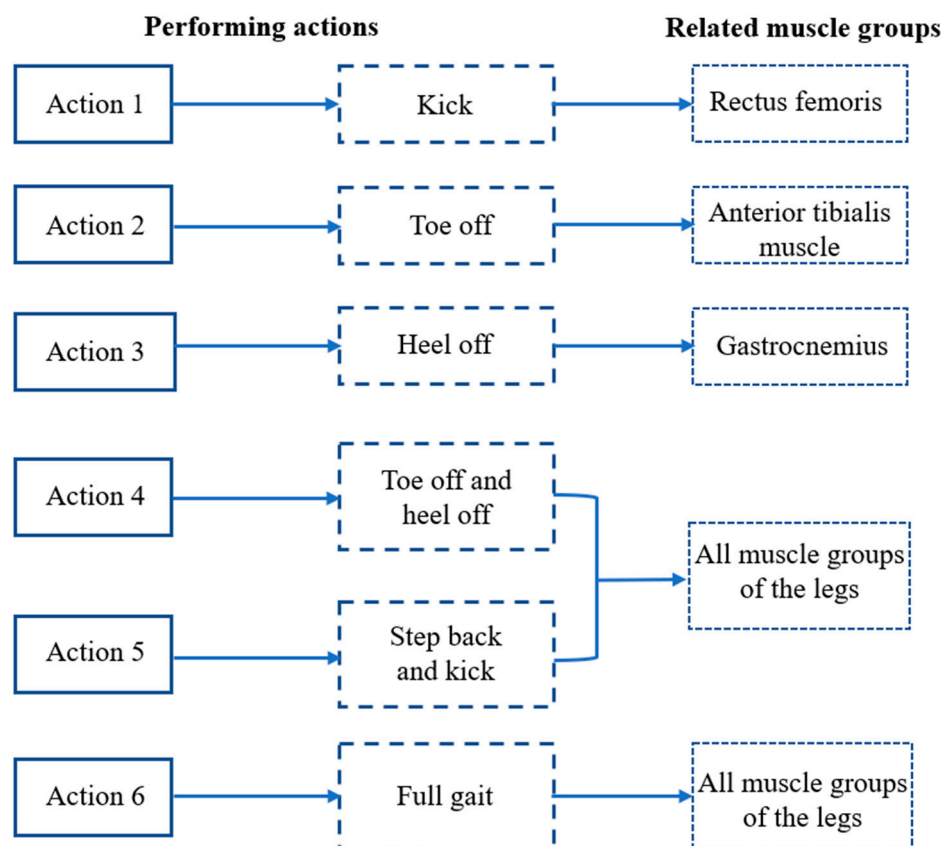 Performing actions
Related muscle groups
Action 1
Kick
Rectus femoris
Action 2
Toe off
Anterior tibialis
muscle
Action 3
Heel off
Gastrocnemius
Action 4
Toe off and
heel off
All muscle groups
of the legs
Action 5
Step back
and kick
Action 6
Full gait
All muscle groups
of the legs